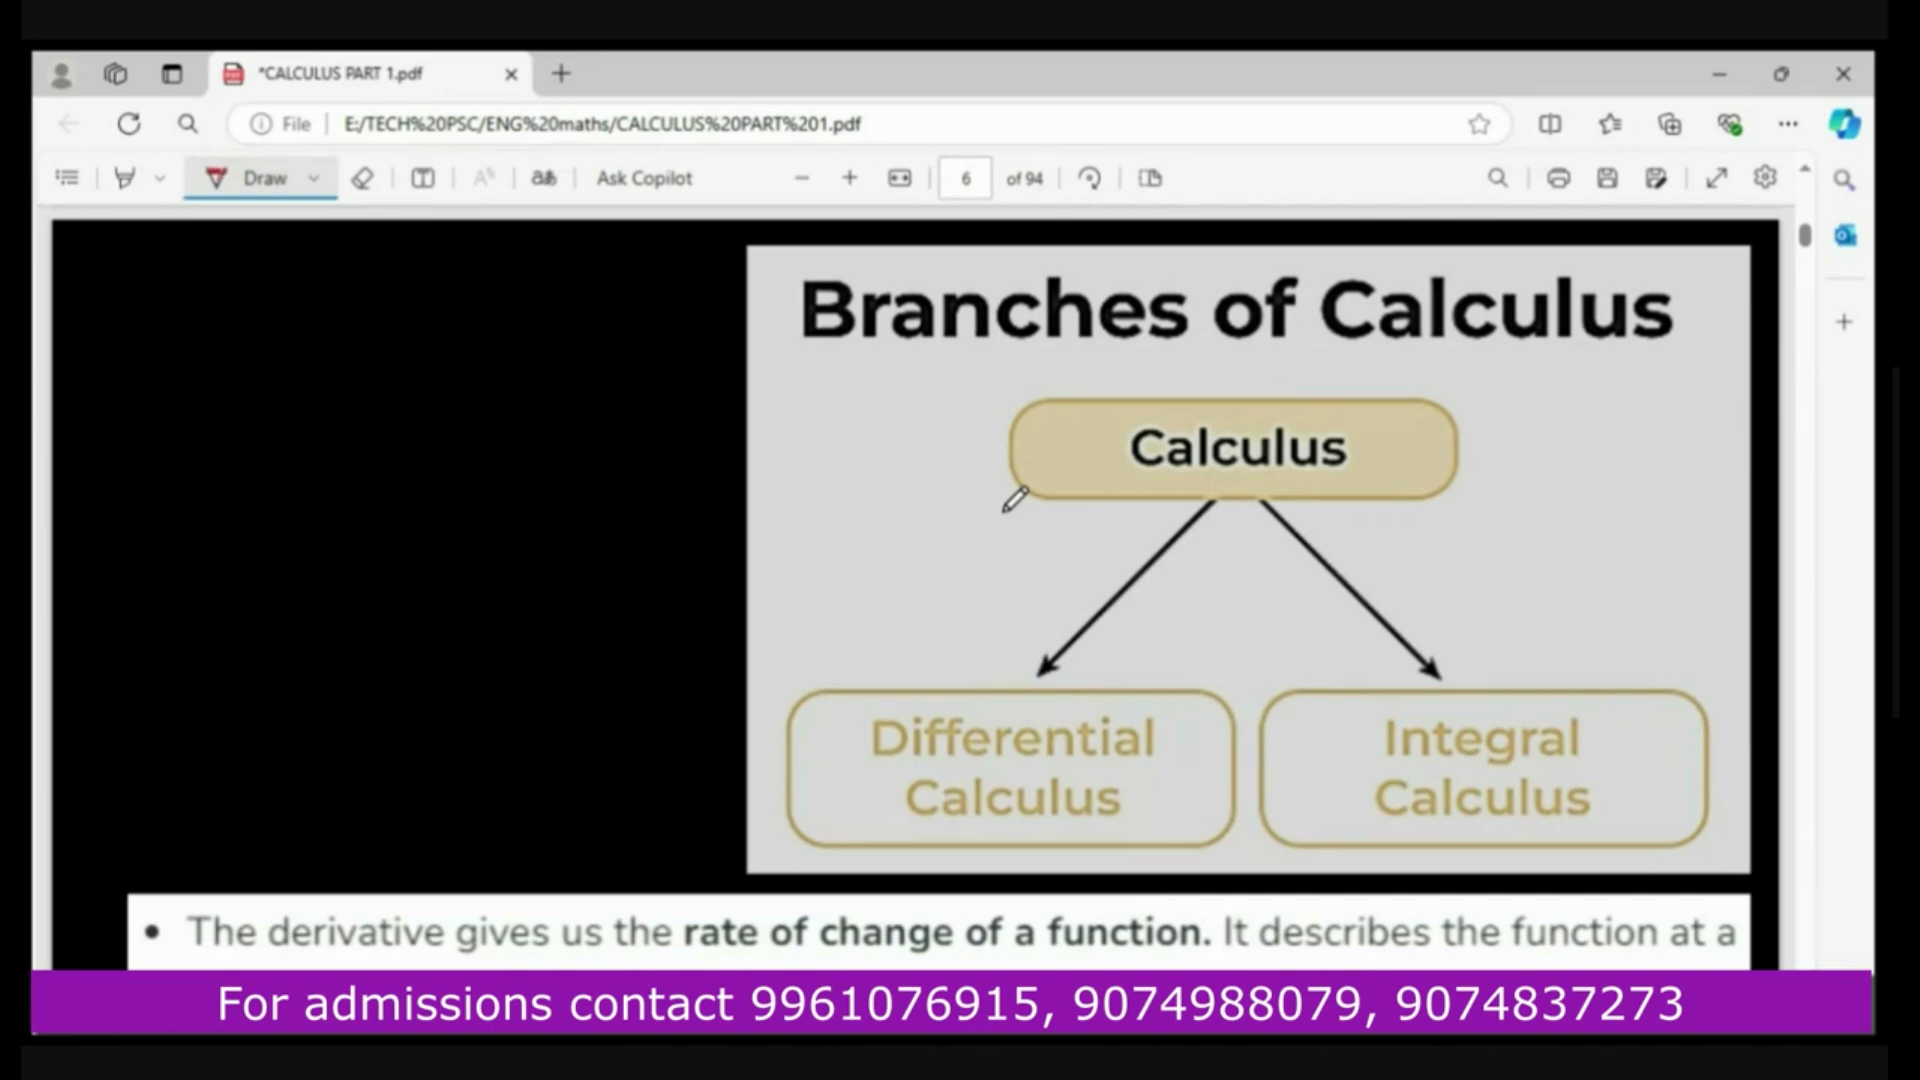 *CALCULUS PART 1.pdf
File
E:/TECH%20PSC/ENG%20maths/CALCULUS%20PART%201.pdf
Draw
Ask Copilot
6 of 94
Branches of Calculus
Calculus
Differential
Calculus
Integral
Calculus
• The derivative gives us the rate of change of a function. It describes the function at a
For admissions contact 9961076915, 9074988079, 9074837273